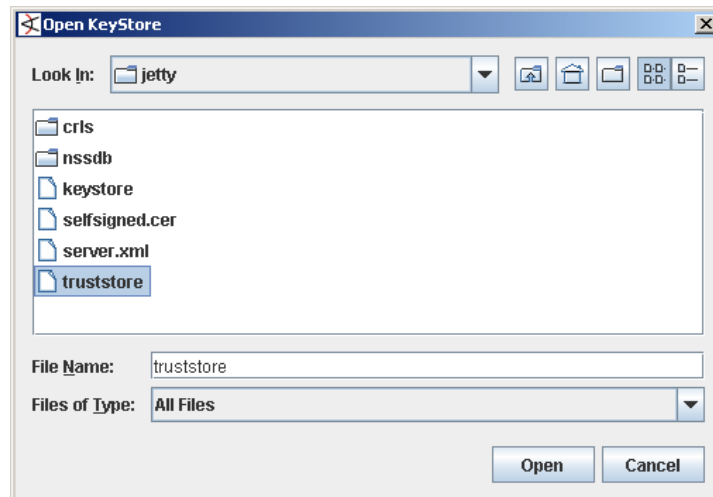 Open KeyStore
Look In: jetty
crls
nssdb
keystore
selfsigned.cer
server.xml
truststore
File Name: truststore
Files of Type: All Files
Open Cancel